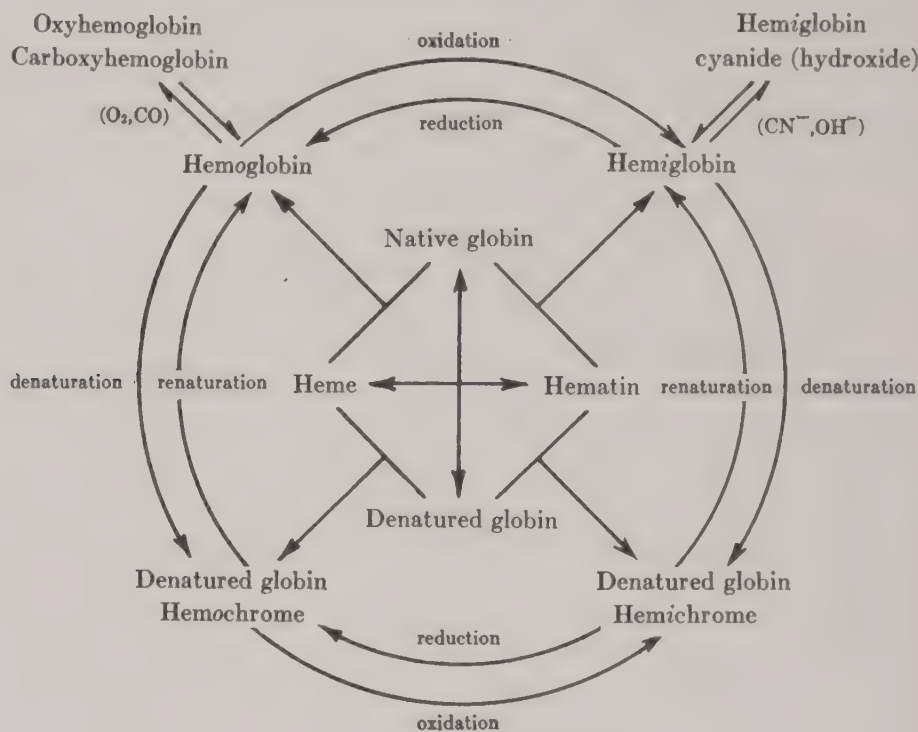 Oxyhemoglobin
Carboxyhemoglobin
oxidation
Hemiglobin
cyanide (hydroxide)
(O₂,CO)
reduction
(CN⁻,OH⁻)
Hemoglobin
Hemiglobin
Native globin
denaturation
renaturation
Heme
Hematin
renaturation
denaturation
Denatured globin
Denatured globin
Hemochrome
Denatured globin
Hemichrome
reduction
oxidation